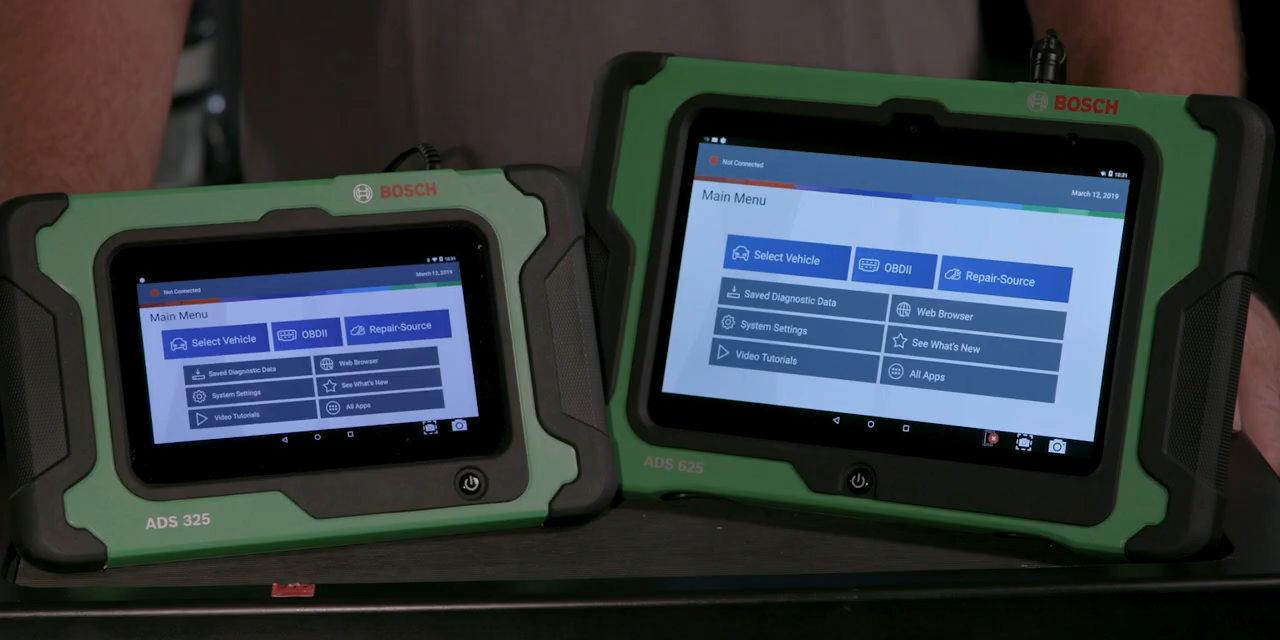 BOSCH
Not Connected
March 12, 2019
Main Menu
Select Vehicle
OBDII
Repair-Source
Saved Diagnostic Data
Web Browser
System Settings
See What's New
Video Tutorials
All Apps
ADS 325
BOSCH
10:31
Not Connected
March 12, 2019
Main Menu
Select Vehicle
OBDII
Repair-Source
Saved Diagnostic Data
Web Browser
System Settings
See What's New
Video Tutorials
All Apps
ADS 625